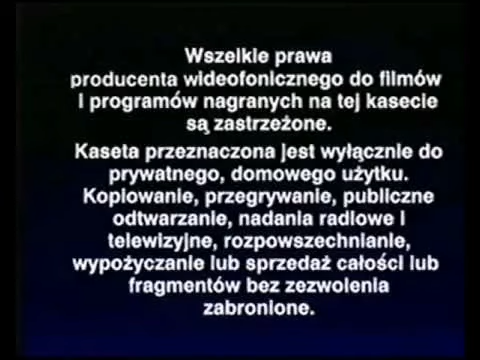 Wszelkie prawa
producenta wideofonicznego do filmów
i programów nagranych na tej kasecie
są zastrzeżone.
Kaseta przeznaczona jest wyłącznie do
prywatnego, domowego użytku.
Kopiowanie, przegrywanie, publiczne
odtwarzanie, nadania radiowe i
telewizyjne, rozpowszechnianie,
wypożyczanie lub sprzedaż całości lub
fragmentów bez zezwolenia
zabronione.